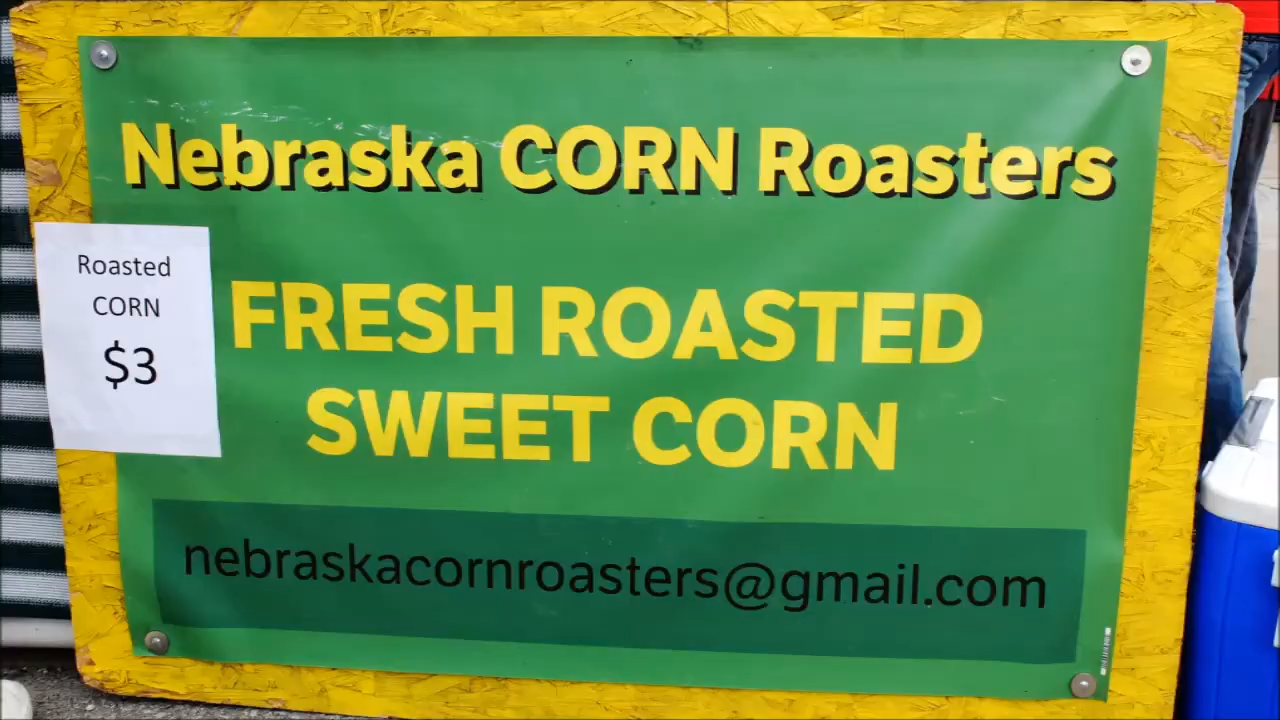 Nebraska CORN Roasters
Roasted
CORN
$3
FRESH ROASTED
SWEET CORN
nebraskacornroasters@gmail.com